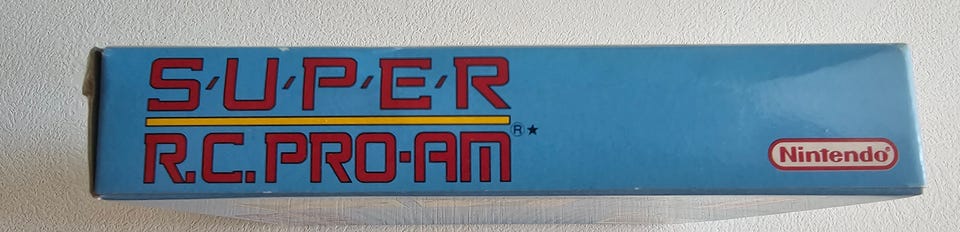 S/U/P/E/R
R.C. PRO-AM®★
Nintendo®